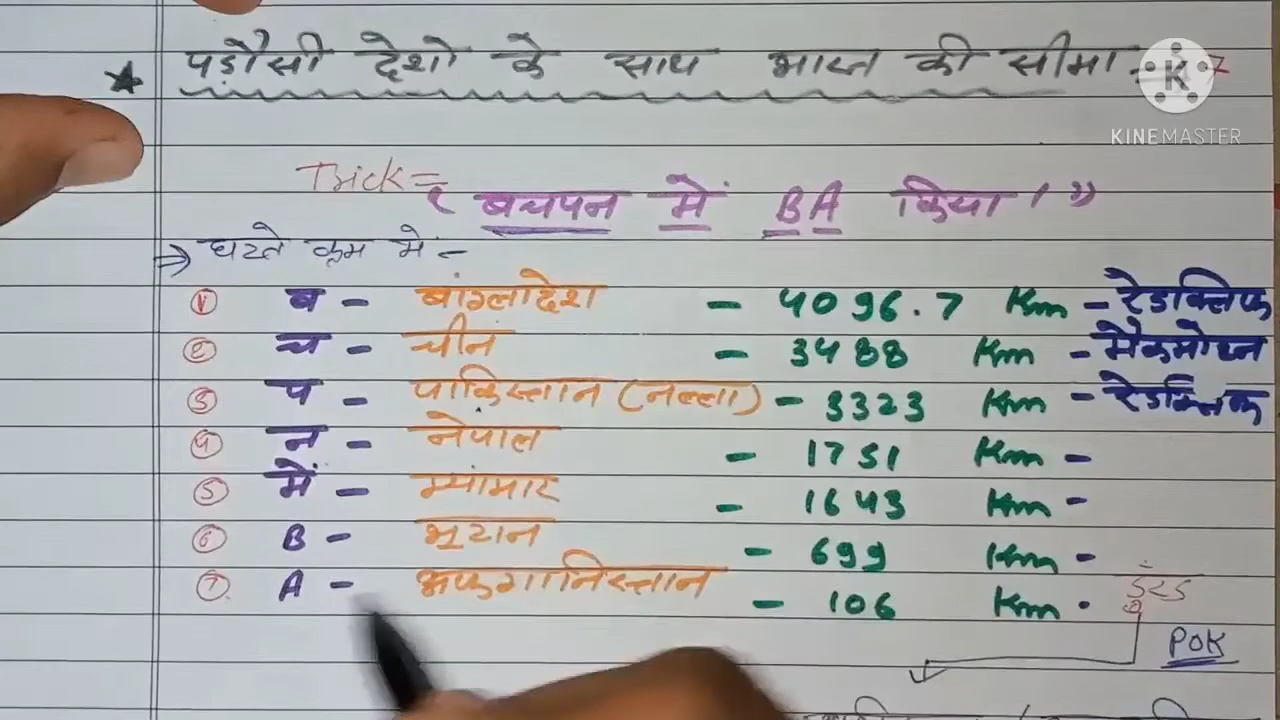 पड़ौसी देशो के साथ भारत की सीमा :-
KINEMASTER
Trick =
"बचपन में BA किया।"
→ घटते क्रम में :-
① ब - बांग्लादेश - 4096.7 Km - रेडक्लिफ
② च - चीन - 3488 Km - मैकमोहन
③ प - पाकिस्तान (नल्ला) - 3323 Km - रेडक्लिफ
④ न - नेपाल - 1751 Km -
⑤ में - म्यांमार - 1643 Km -
⑥ B - भूटान - 699 Km -
⑦ A - अफगानिस्तान - 106 Km -
POK